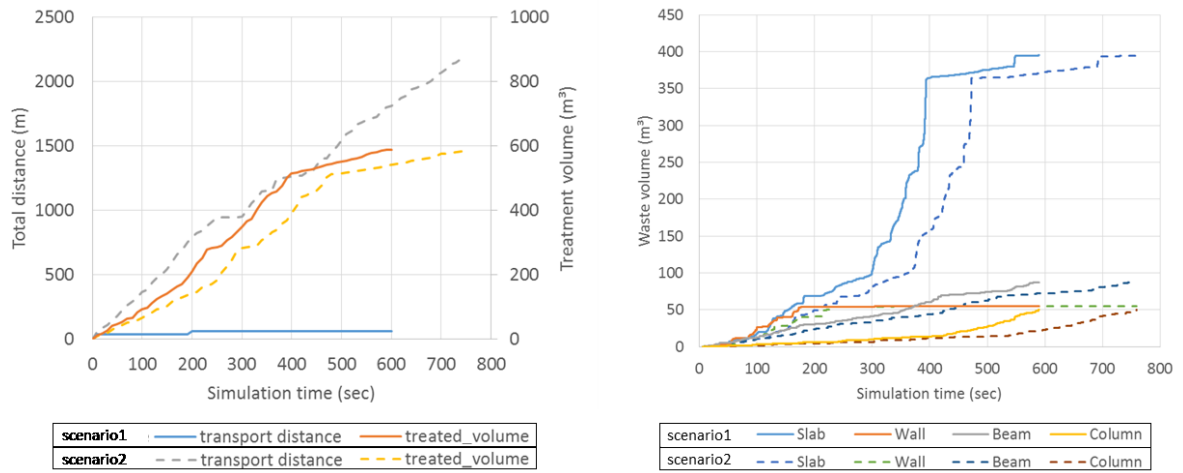 2500
2000
1500
1000
500
0
Total distance (m)
1000
800
600
400
200
0
Treatment volume (m³)
0 100 200 300 400 500 600 700 800
Simulation time (sec)
scenario1 transport distance treated_volume
scenario2 transport distance treated_volume
450
400
350
300
250
200
150
100
50
0
Waste volume (m³)
0 100 200 300 400 500 600 700 800
Simulation time (sec)
scenario1 Slab Wall Beam Column
scenario2 Slab Wall Beam Column